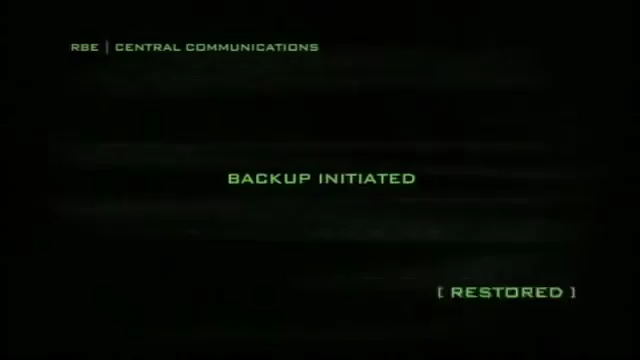 RBE | CENTRAL COMMUNICATIONS
BACKUP INITIATED
[ RESTORED ]